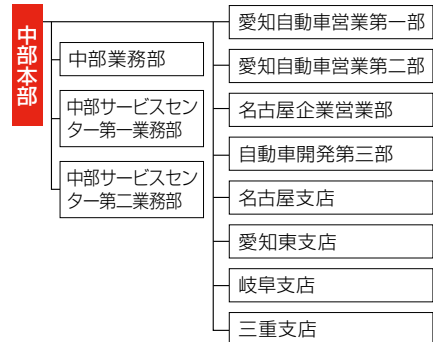 中部本部
中部業務部
中部サービスセン
ター第一業務部
中部サービスセン
ター第二業務部
愛知自動車営業第一部
愛知自動車営業第二部
名古屋企業営業部
自動車開発第三部
名古屋支店
愛知東支店
岐阜支店
三重支店